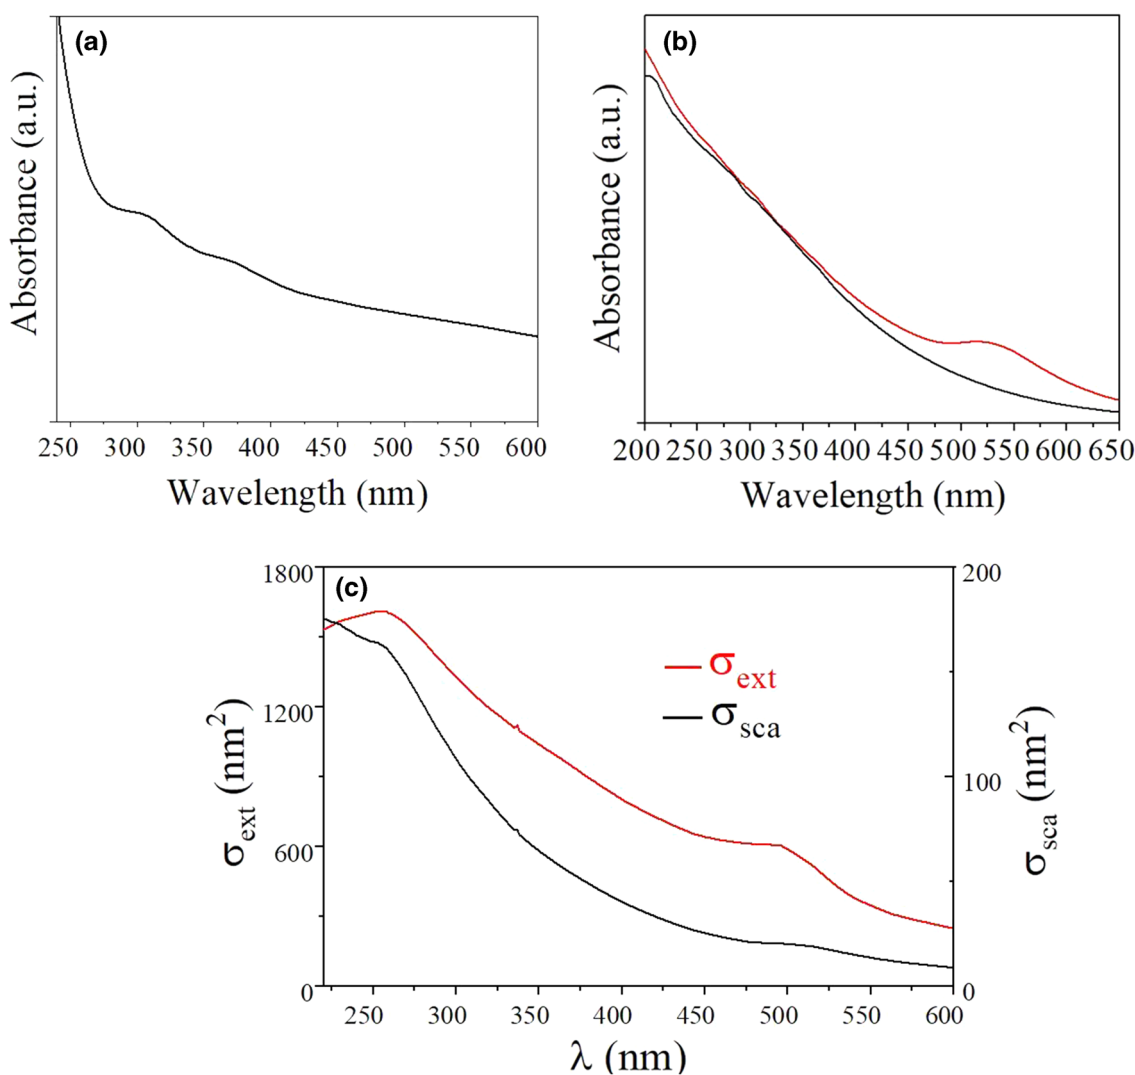 (a)
Absorbance (a.u.)
250 300 350 400 450 500 550 600
Wavelength (nm)
(b)
Absorbance (a.u.)
200 250 300 350 400 450 500 550 600 650
Wavelength (nm)
(c)
1800
1200
600
0
σext (nm²)
σext
σsca
200
100
0
σsca (nm²)
250 300 350 400 450 500 550 600
λ (nm)